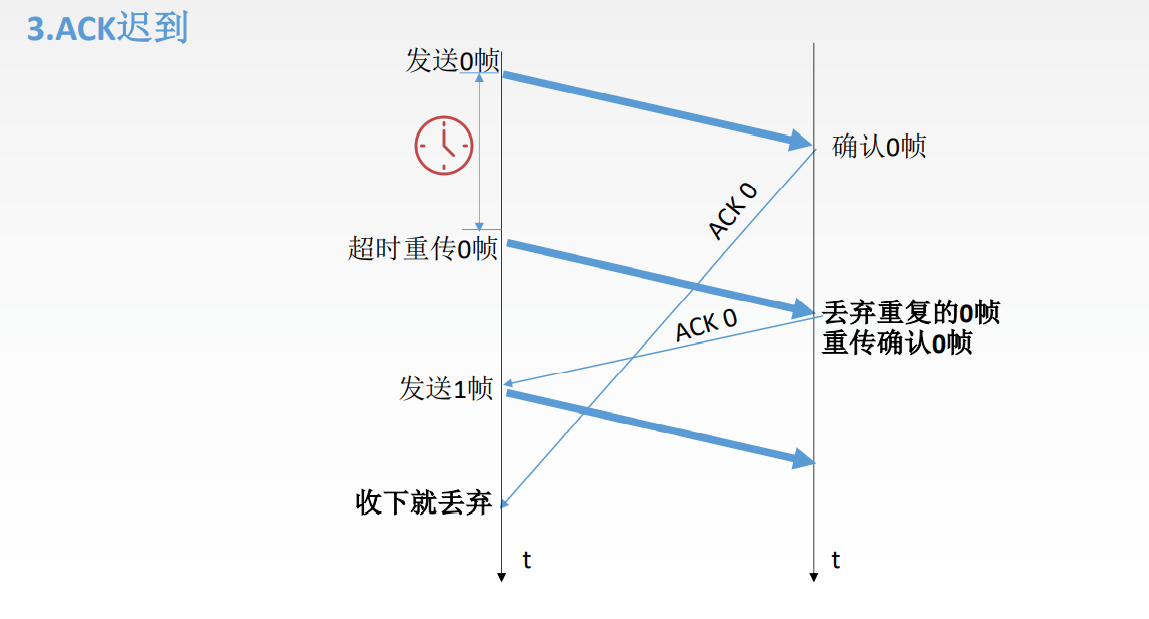 3.ACK迟到
发送0帧
确认0帧
ACK 0
超时重传0帧
丢弃重复的0帧
重传确认0帧
ACK 0
发送1帧
收下就丢弃
t
t